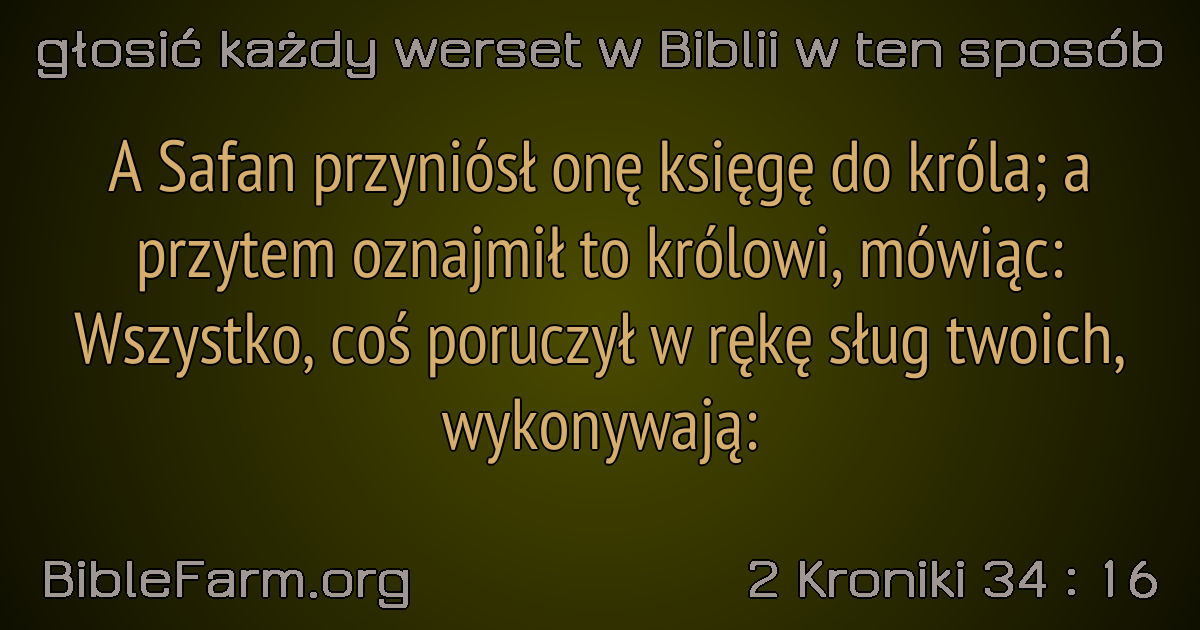 głosić każdy werset w Biblii w ten sposób
A Safan przyniósł onę księgę do króla; a
przytem oznajmił to królowi, mówiąc:
Wszystko, coś poruczył w rękę sług twoich,
wykonywają:
BibleFarm.org
2 Kroniki 34 : 16